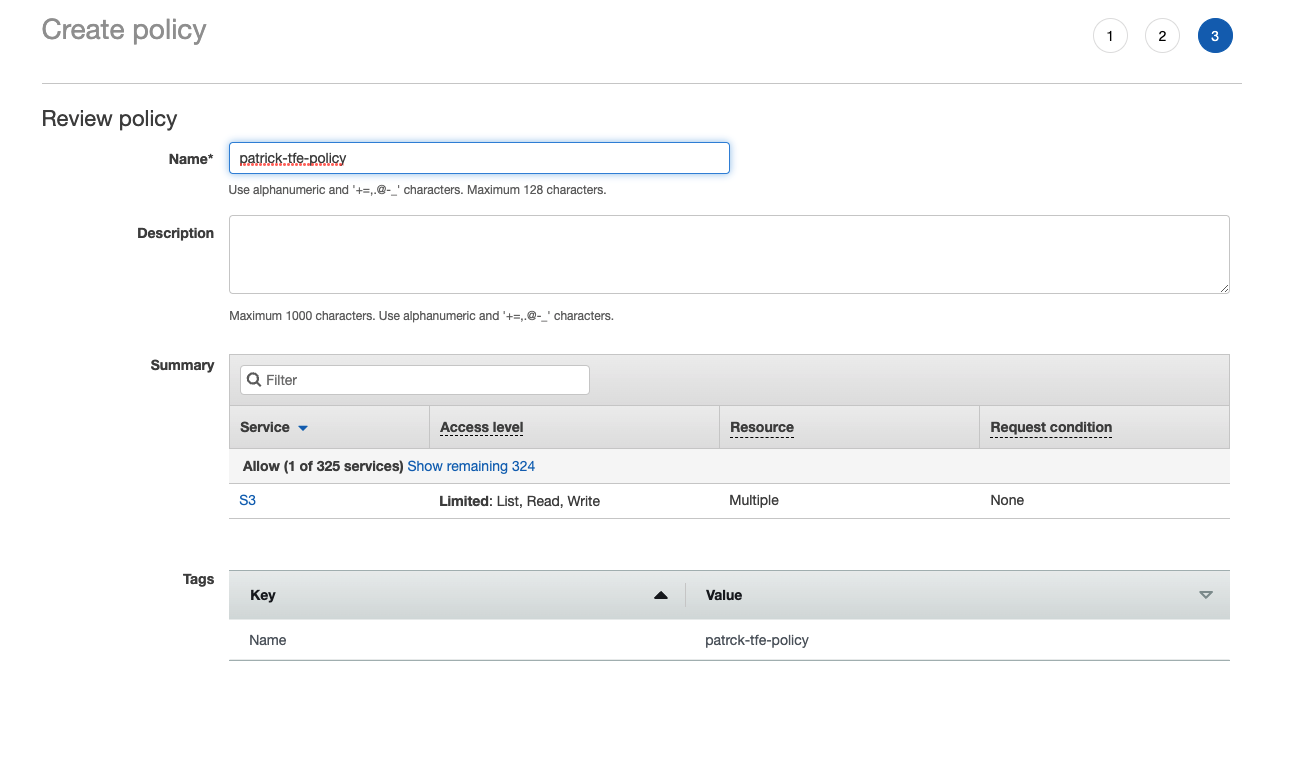 Create policy
1 2 3
Review policy
Name* patrick-tfe-policy
Use alphanumeric and '+=,.@-_' characters. Maximum 128 characters.
Description
Maximum 1000 characters. Use alphanumeric and '+=,.@-_' characters.
Summary
Filter
Service Access level Resource Request condition
Allow (1 of 325 services) Show remaining 324
S3 Limited: List, Read, Write Multiple None
Tags
Key Value
Name patrck-tfe-policy